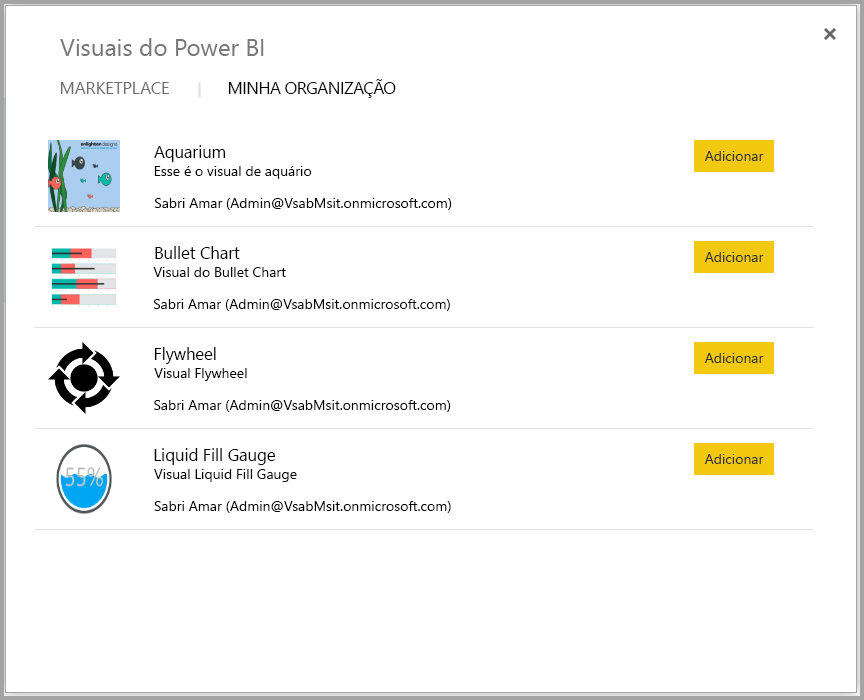 Visuais do Power BI
MARKETPLACE | MINHA ORGANIZAÇÃO
enlighten designs
Aquarium
Adicionar
Esse é o visual de aquário
Sabri Amar (Admin@VsabMsit.onmicrosoft.com)
Bullet Chart
Adicionar
Visual do Bullet Chart
Sabri Amar (Admin@VsabMsit.onmicrosoft.com)
Flywheel
Adicionar
Visual Flywheel
Sabri Amar (Admin@VsabMsit.onmicrosoft.com)
Liquid Fill Gauge
Adicionar
Visual Liquid Fill Gauge
55%
Sabri Amar (Admin@VsabMsit.onmicrosoft.com)